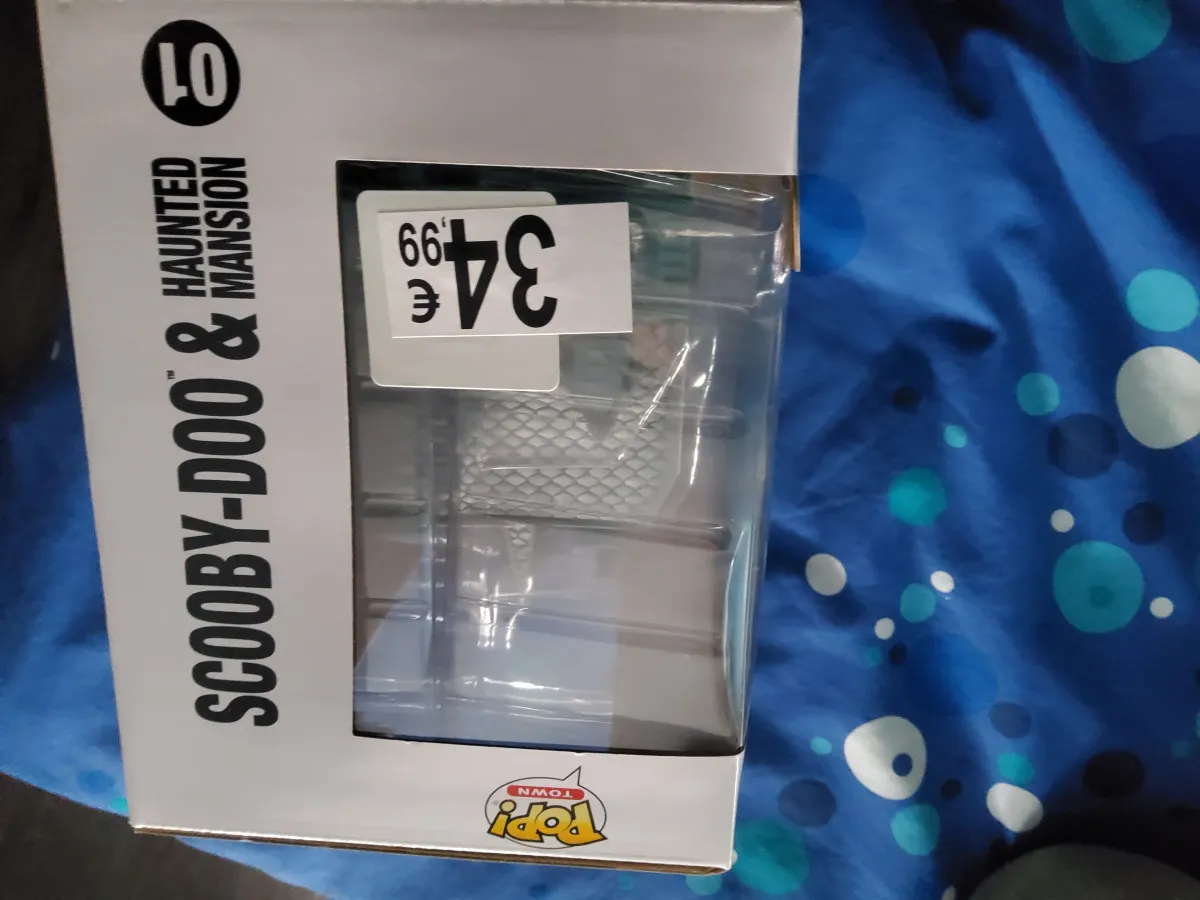 01
SCOOBY-DOO™ & HAUNTED
MANSION
34,99
€
POP!
TOWN